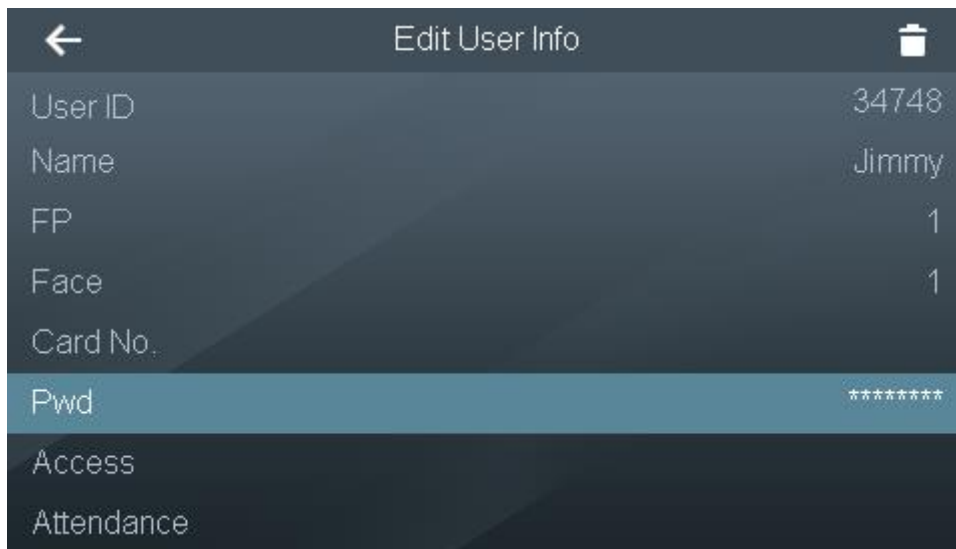 Edit User Info
User ID 34748
Name Jimmy
FP 1
Face 1
Card No.
Pwd ********
Access
Attendance